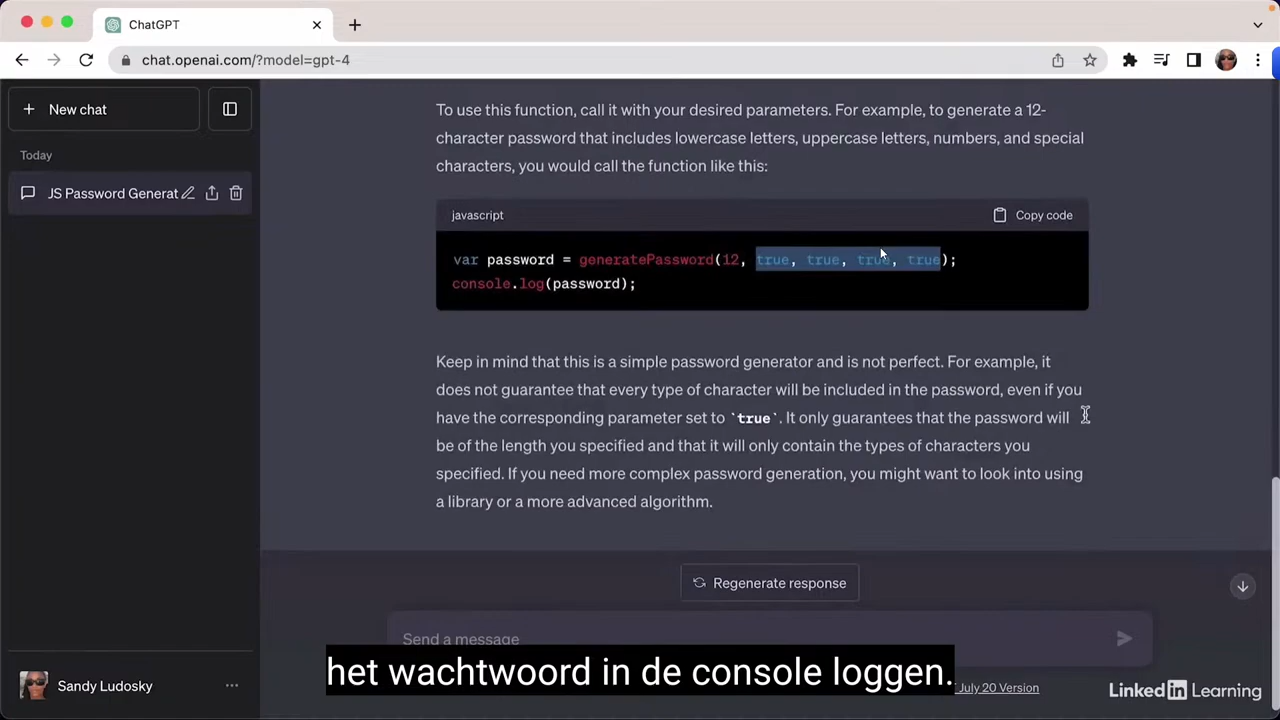 ChatGPT
chat.openai.com/?model=gpt-4
New chat
Today
JS Password Generat
To use this function, call it with your desired parameters. For example, to generate a 12-
character password that includes lowercase letters, uppercase letters, numbers, and special
characters, you would call the function like this:
javascript
Copy code
var password = generatePassword(12, true, true, true, true);
console.log(password);
Keep in mind that this is a simple password generator and is not perfect. For example, it
does not guarantee that every type of character will be included in the password, even if you
have the corresponding parameter set to `true`. It only guarantees that the password will
be of the length you specified and that it will only contain the types of characters you
specified. If you need more complex password generation, you might want to look into using
a library or a more advanced algorithm.
Regenerate response
Send a message
het wachtwoord in de console loggen.
Sandy Ludosky
July 20 Version
LinkedIn Learning